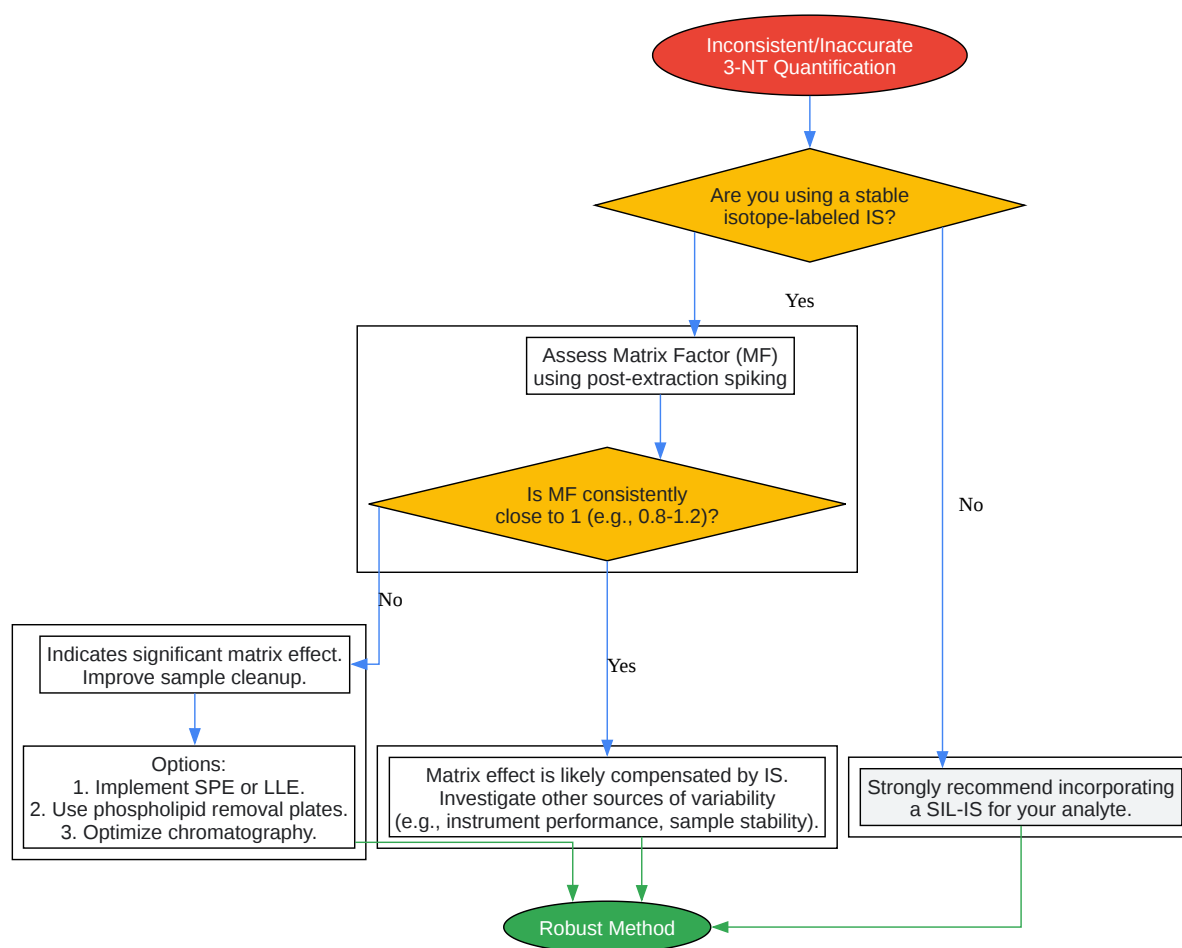 Inconsistent/Inaccurate
3-NT Quantification
Are you using a stable
isotope-labeled IS?
Yes
Assess Matrix Factor (MF)
using post-extraction spiking
Is MF consistently
close to 1 (e.g., 0.8-1.2)?
No
No
Yes
Indicates significant matrix effect.
Improve sample cleanup.
Options:
1. Implement SPE or LLE.
2. Use phospholipid removal plates.
3. Optimize chromatography.
Matrix effect is likely compensated by IS.
Investigate other sources of variability
(e.g., instrument performance, sample stability).
Strongly recommend incorporating
a SIL-IS for your analyte.
Robust Method